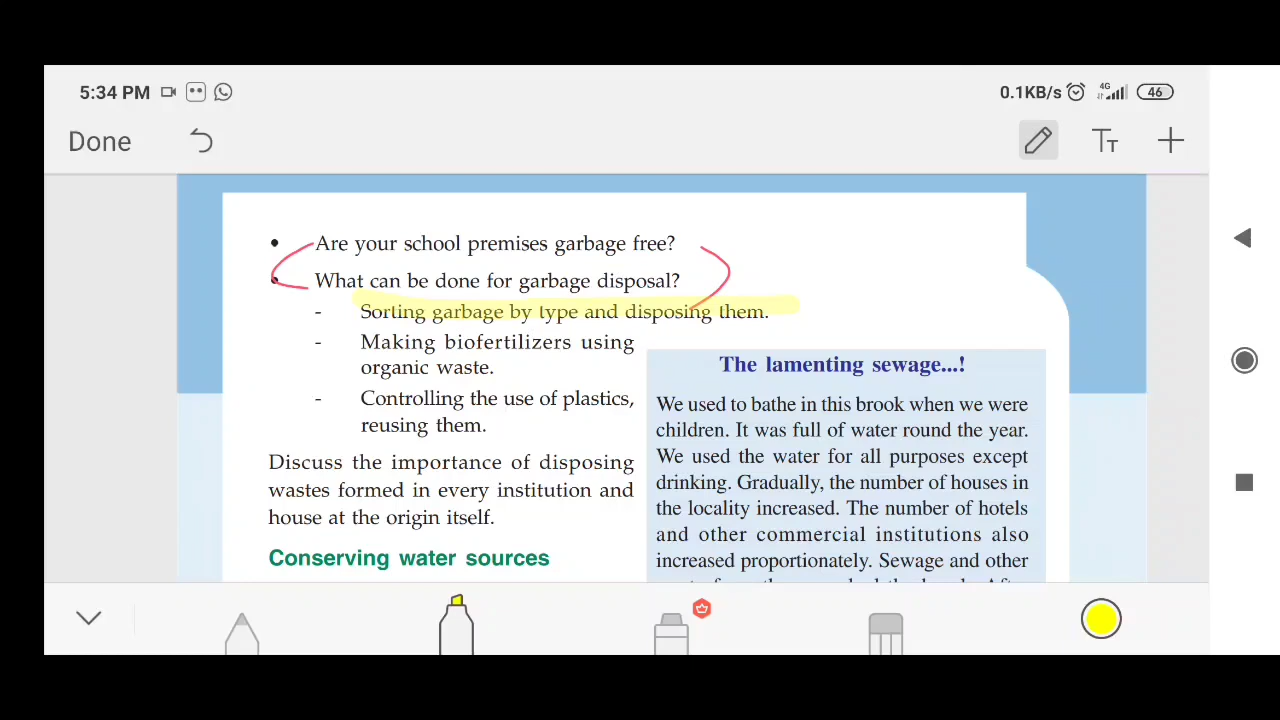 5:34 PM
0.1KB/s 4G 46
Done
• Are your school premises garbage free?
• What can be done for garbage disposal?
- Sorting garbage by type and disposing them.
- Making biofertilizers using
organic waste.
- Controlling the use of plastics,
reusing them.
Discuss the importance of disposing
wastes formed in every institution and
house at the origin itself.
Conserving water sources
The lamenting sewage...!
We used to bathe in this brook when we were
children. It was full of water round the year.
We used the water for all purposes except
drinking. Gradually, the number of houses in
the locality increased. The number of hotels
and other commercial institutions also
increased proportionately. Sewage and other